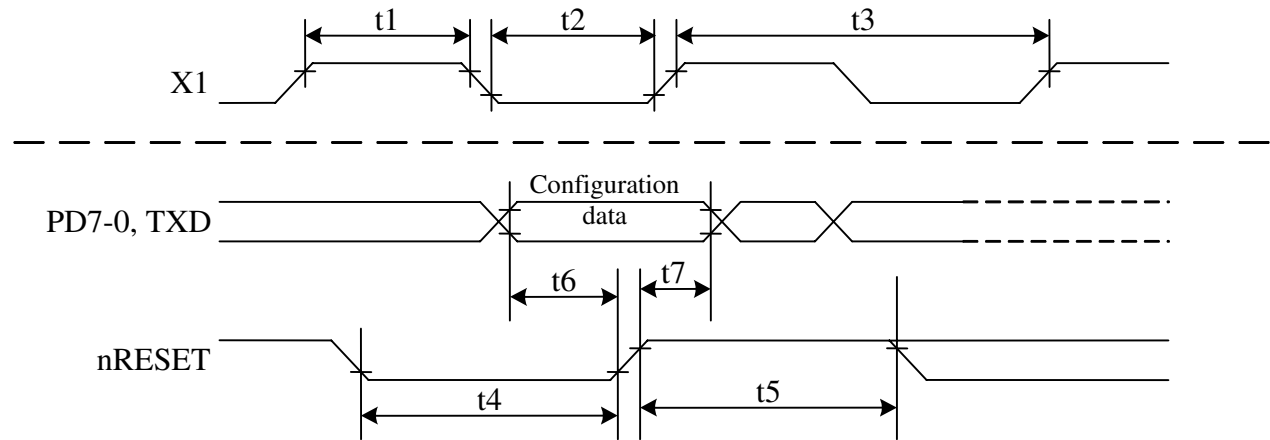 t1
t2
t3
X1
Configuration
data
PD7-0, TXD
t6
t7
nRESET
t4
t5